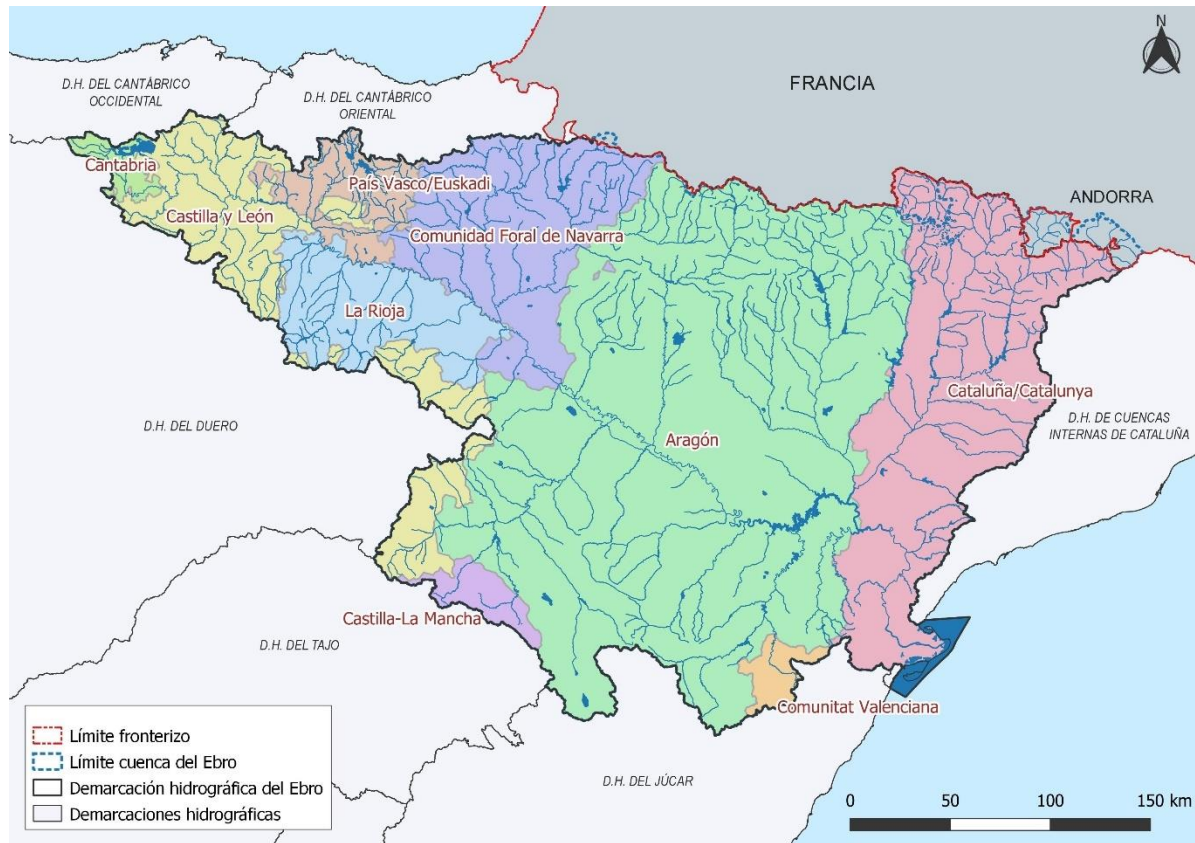 N
FRANCIA
D.H. DEL CANTÁBRICO
OCCIDENTAL
D.H. DEL CANTÁBRICO
ORIENTAL
Cantabria
País Vasco/Euskadi
Castilla y León
Comunidad Foral de Navarra
ANDORRA
La Rioja
Cataluña/Catalunya
D.H. DE CUENCAS
INTERNAS DE CATALUÑA
D.H. DEL DUERO
Aragón
Castilla-La Mancha
D.H. DEL TAJO
Comunitat Valenciana
D.H. DEL JÚCAR
Límite fronterizo
Límite cuenca del Ebro
Demarcación hidrográfica del Ebro
Demarcaciones hidrográficas
0 50 100 150 km